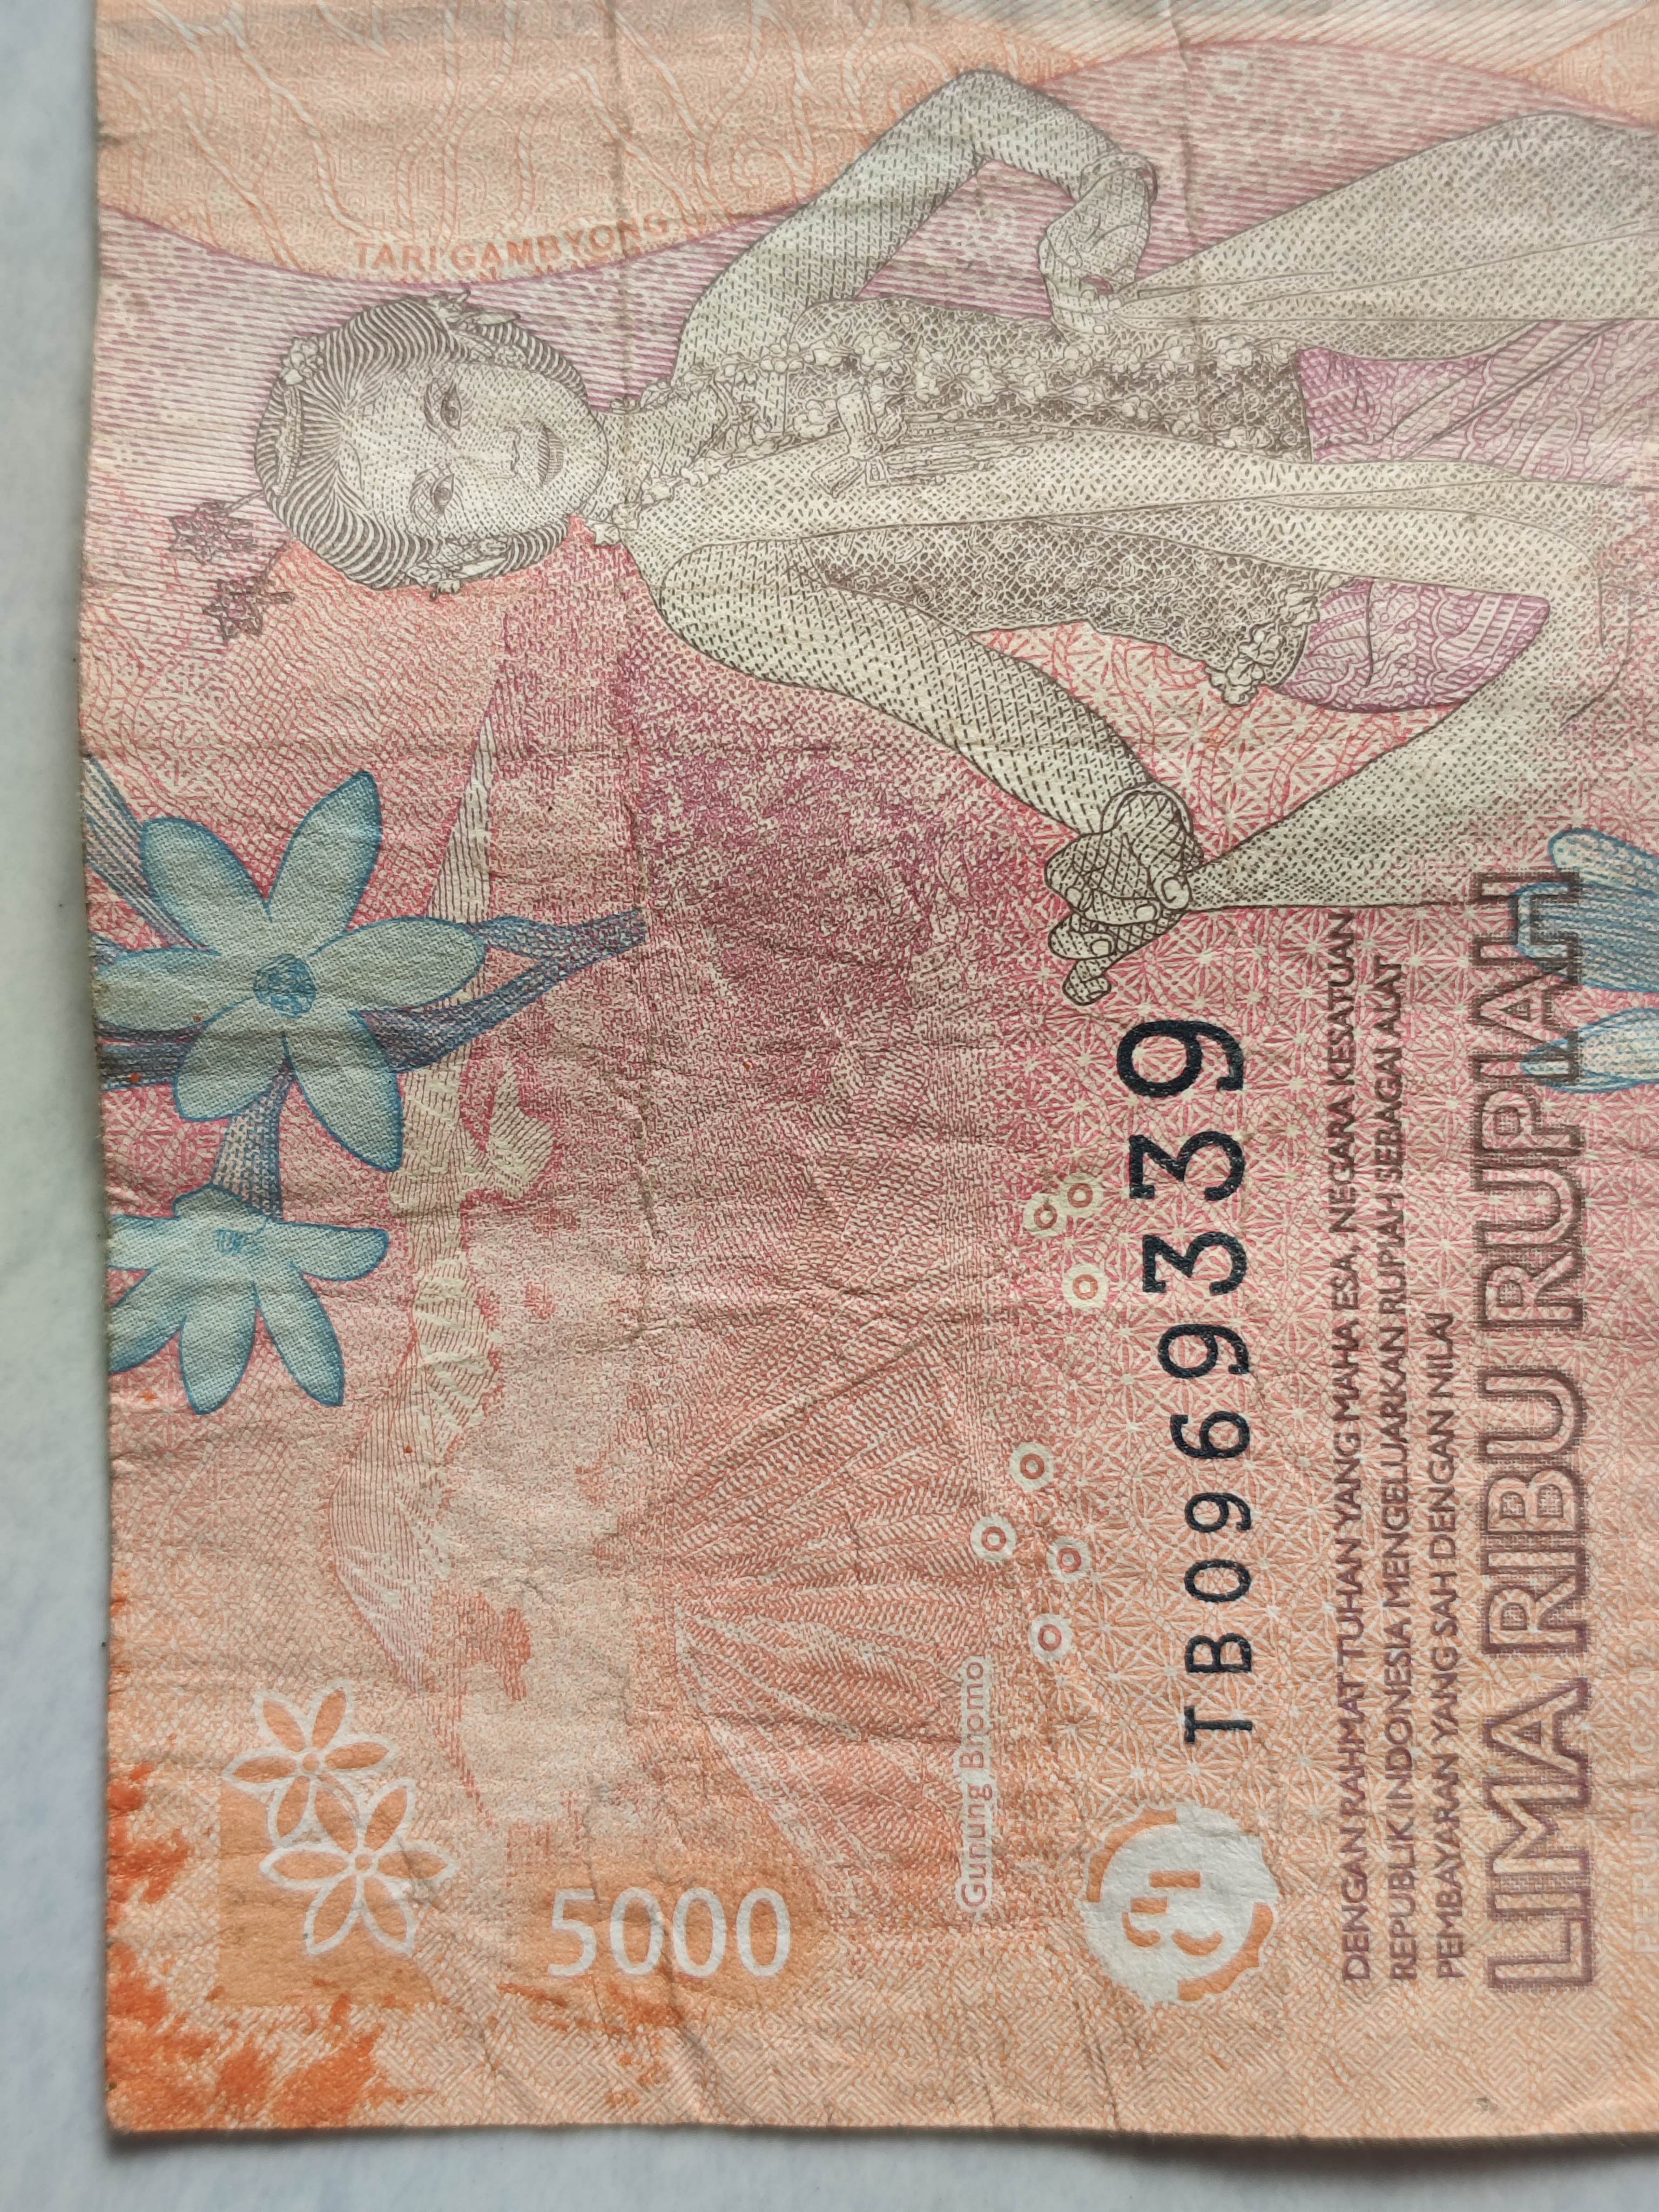 5000
Gunung Bromo
TB0969339
DENGAN RAHMAT TUHAN YANG MAHA ESA, NEGARA KESATUAN
REPUBLIK INDONESIA MENGELUARKAN RUPIAH SEBAGAI ALAT
PEMBAYARAN YANG SAH DENGAN NILAI
LIMA RIBU RUPIAH
TARI GAMBYONG